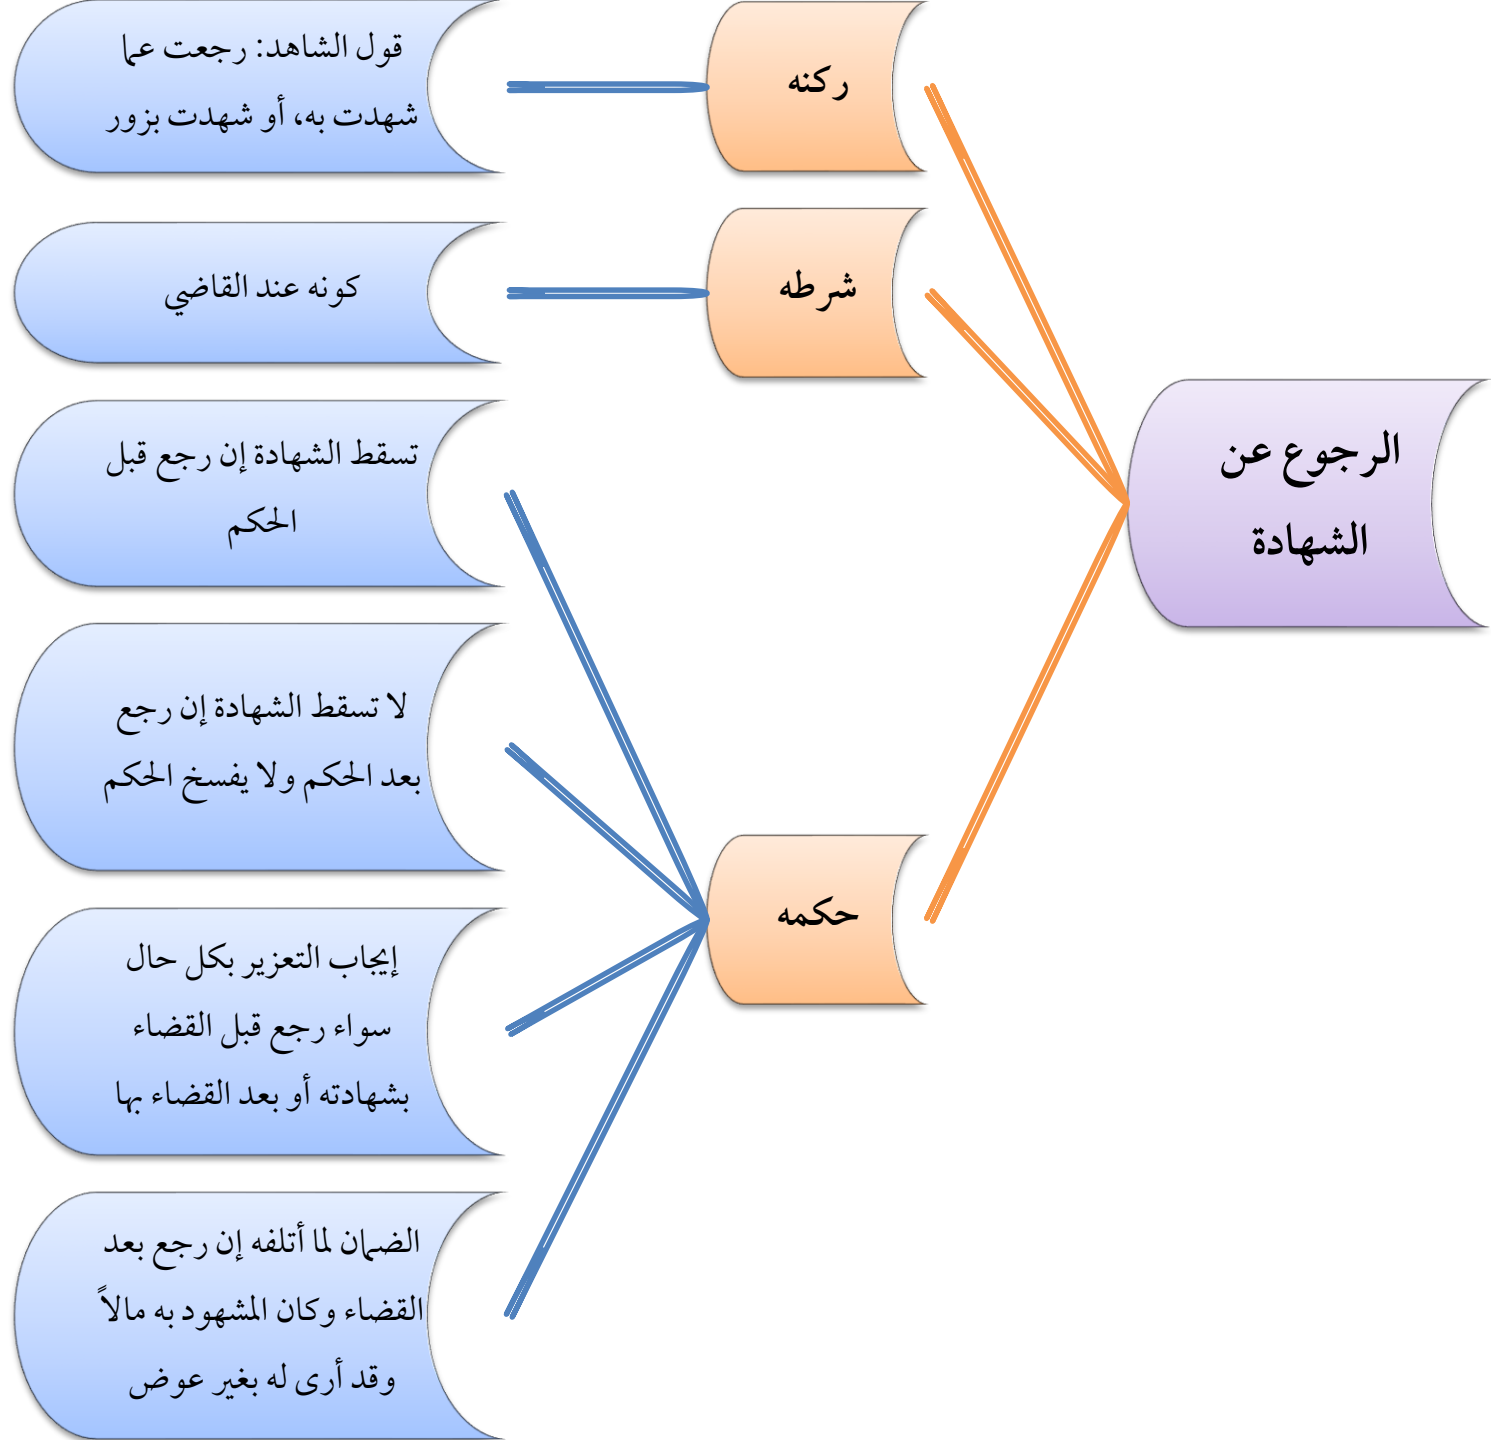 الرجوع عن
الشهادة
ركنه
قول الشاهد: رجعت عما
شهدت به، أو شهدت بزور
شرطه
كونه عند القاضي
حكمه
تسقط الشهادة إن رجع قبل
الحكم
لا تسقط الشهادة إن رجع
بعد الحكم ولا يفسخ الحكم
إيجاب التعزير بكل حال
سواء رجع قبل القضاء
بشهادته أو بعد القضاء بها
الضمان لما أتلفه إن رجع بعد
القضاء وكان المشهود به مالاً
وقد أرى له بغير عوض